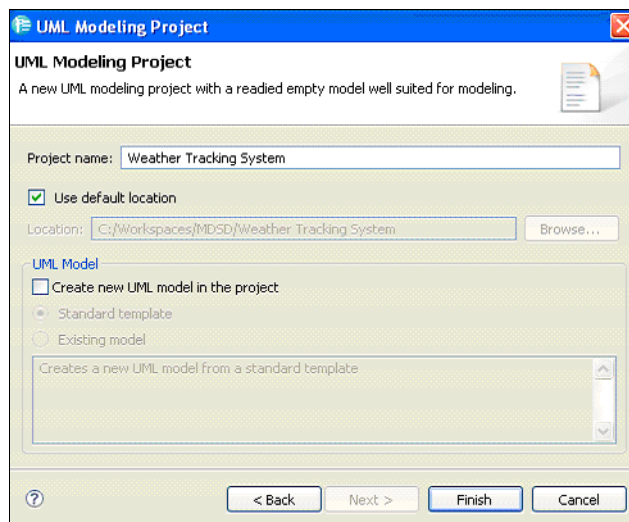 UML Modeling Project
UML Modeling Project
A new UML modeling project with a readied empty model well suited for modeling.
Project name: Weather Tracking System
Use default location
Location: C:/Workspaces/MDSD/Weather Tracking System Browse...
UML Model
Create new UML model in the project
Standard template
Existing model
Creates a new UML model from a standard template
? < Back Next > Finish Cancel